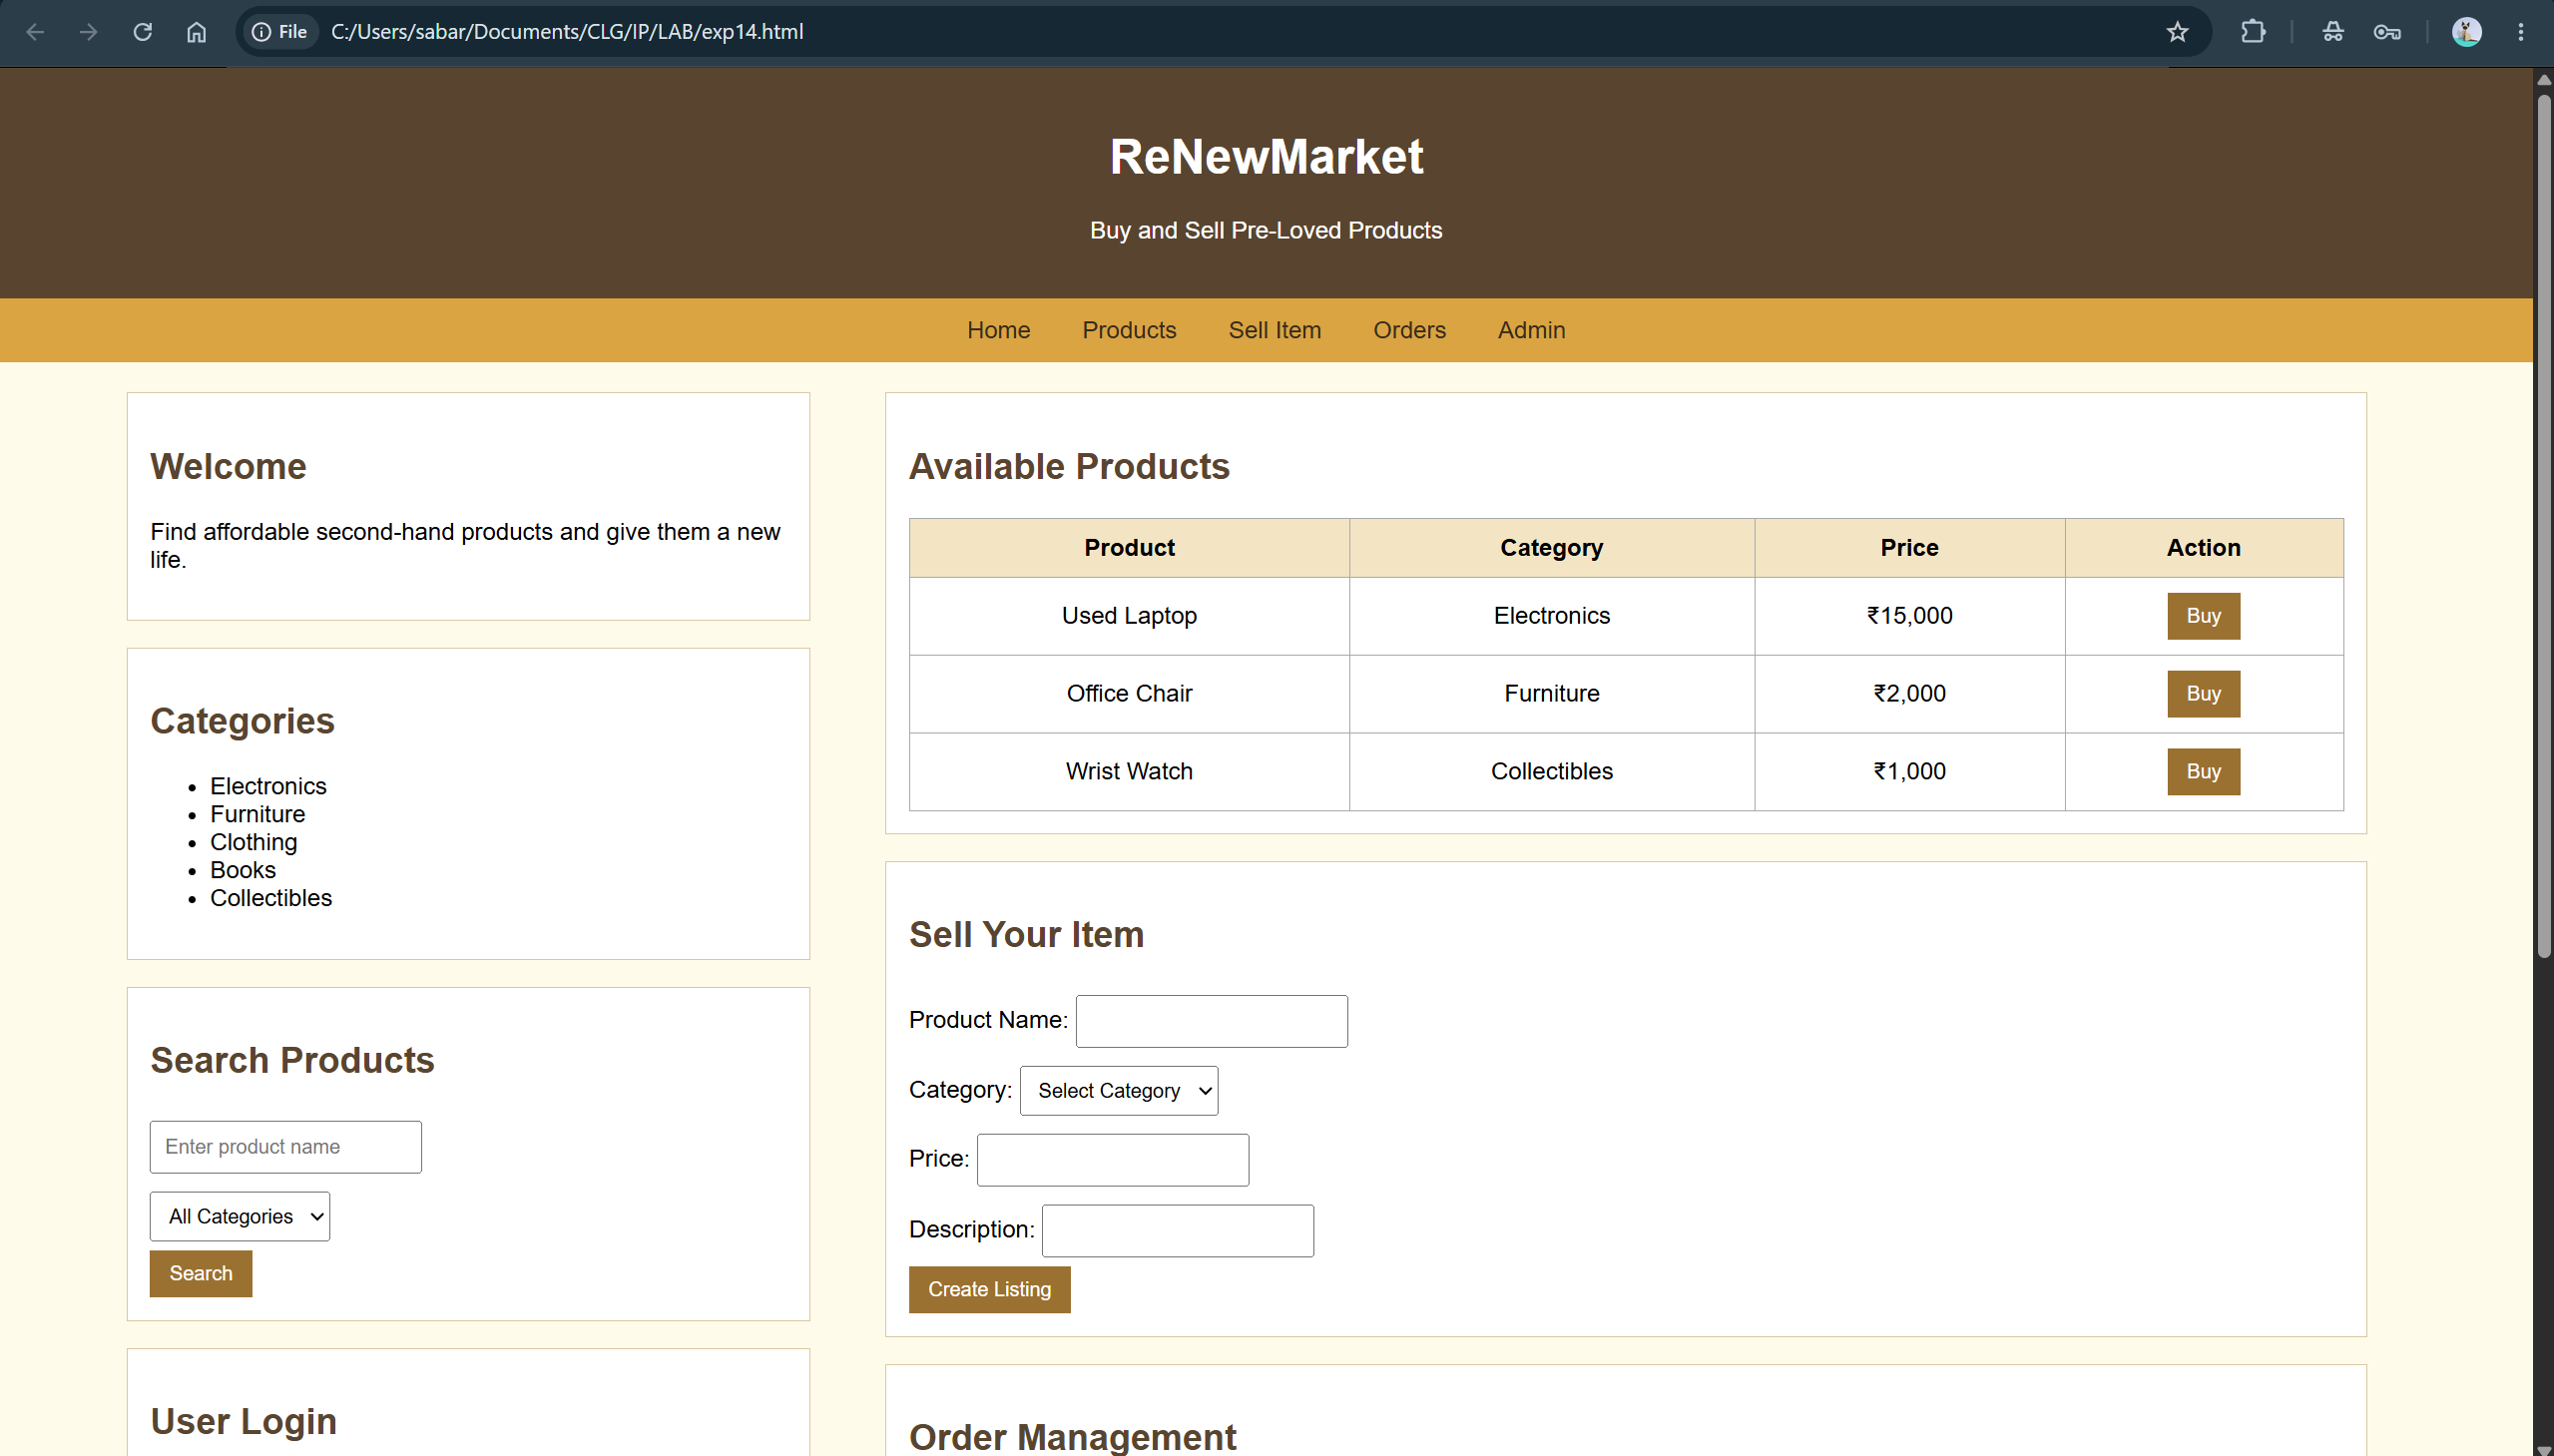 File C:/Users/sabar/Documents/CLG/IP/LAB/exp14.html
ReNewMarket
Buy and Sell Pre-Loved Products
Home Products Sell Item Orders Admin
Welcome
Find affordable second-hand products and give them a new
life.
Categories
Electronics
Furniture
Clothing
Books
Collectibles
Search Products
Enter product name
All Categories
Search
User Login
Available Products
Product Category Price Action
Used Laptop Electronics ₹15,000 Buy
Office Chair Furniture ₹2,000 Buy
Wrist Watch Collectibles ₹1,000 Buy
Sell Your Item
Product Name:
Category: Select Category
Price:
Description:
Create Listing
Order Management